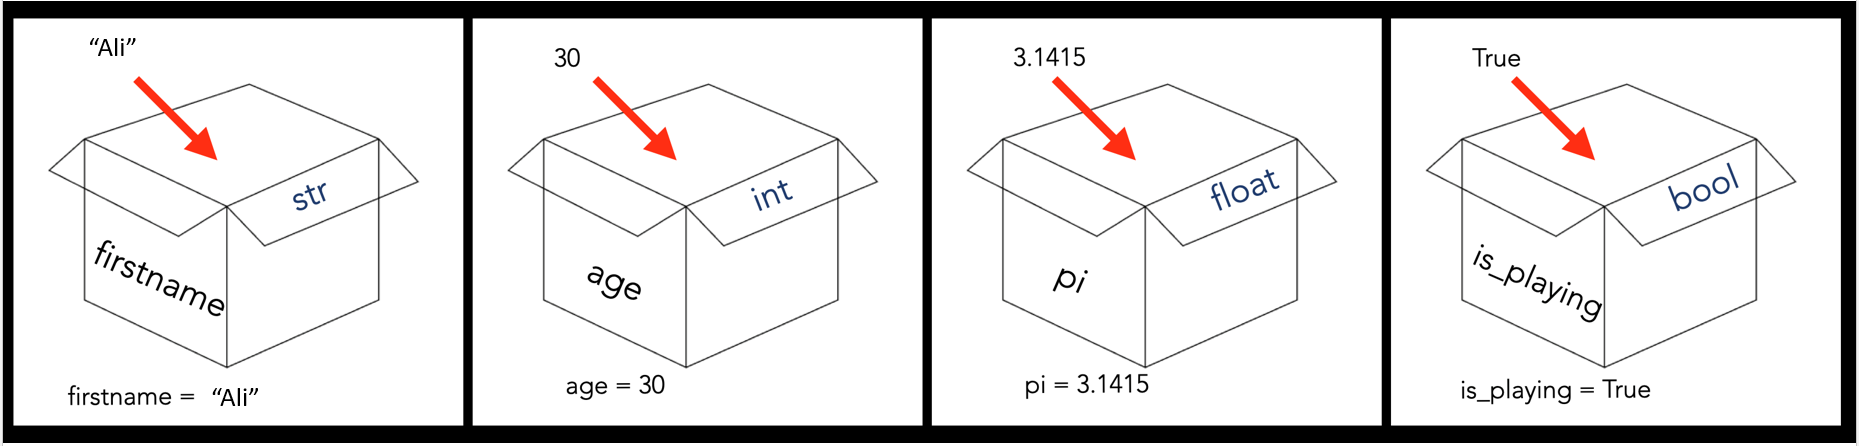 “Ali”
str
firstname
firstname = “Ali”
30
int
age
age = 30
3.1415
float
pi
pi = 3.1415
True
bool
is_playing
is_playing = True